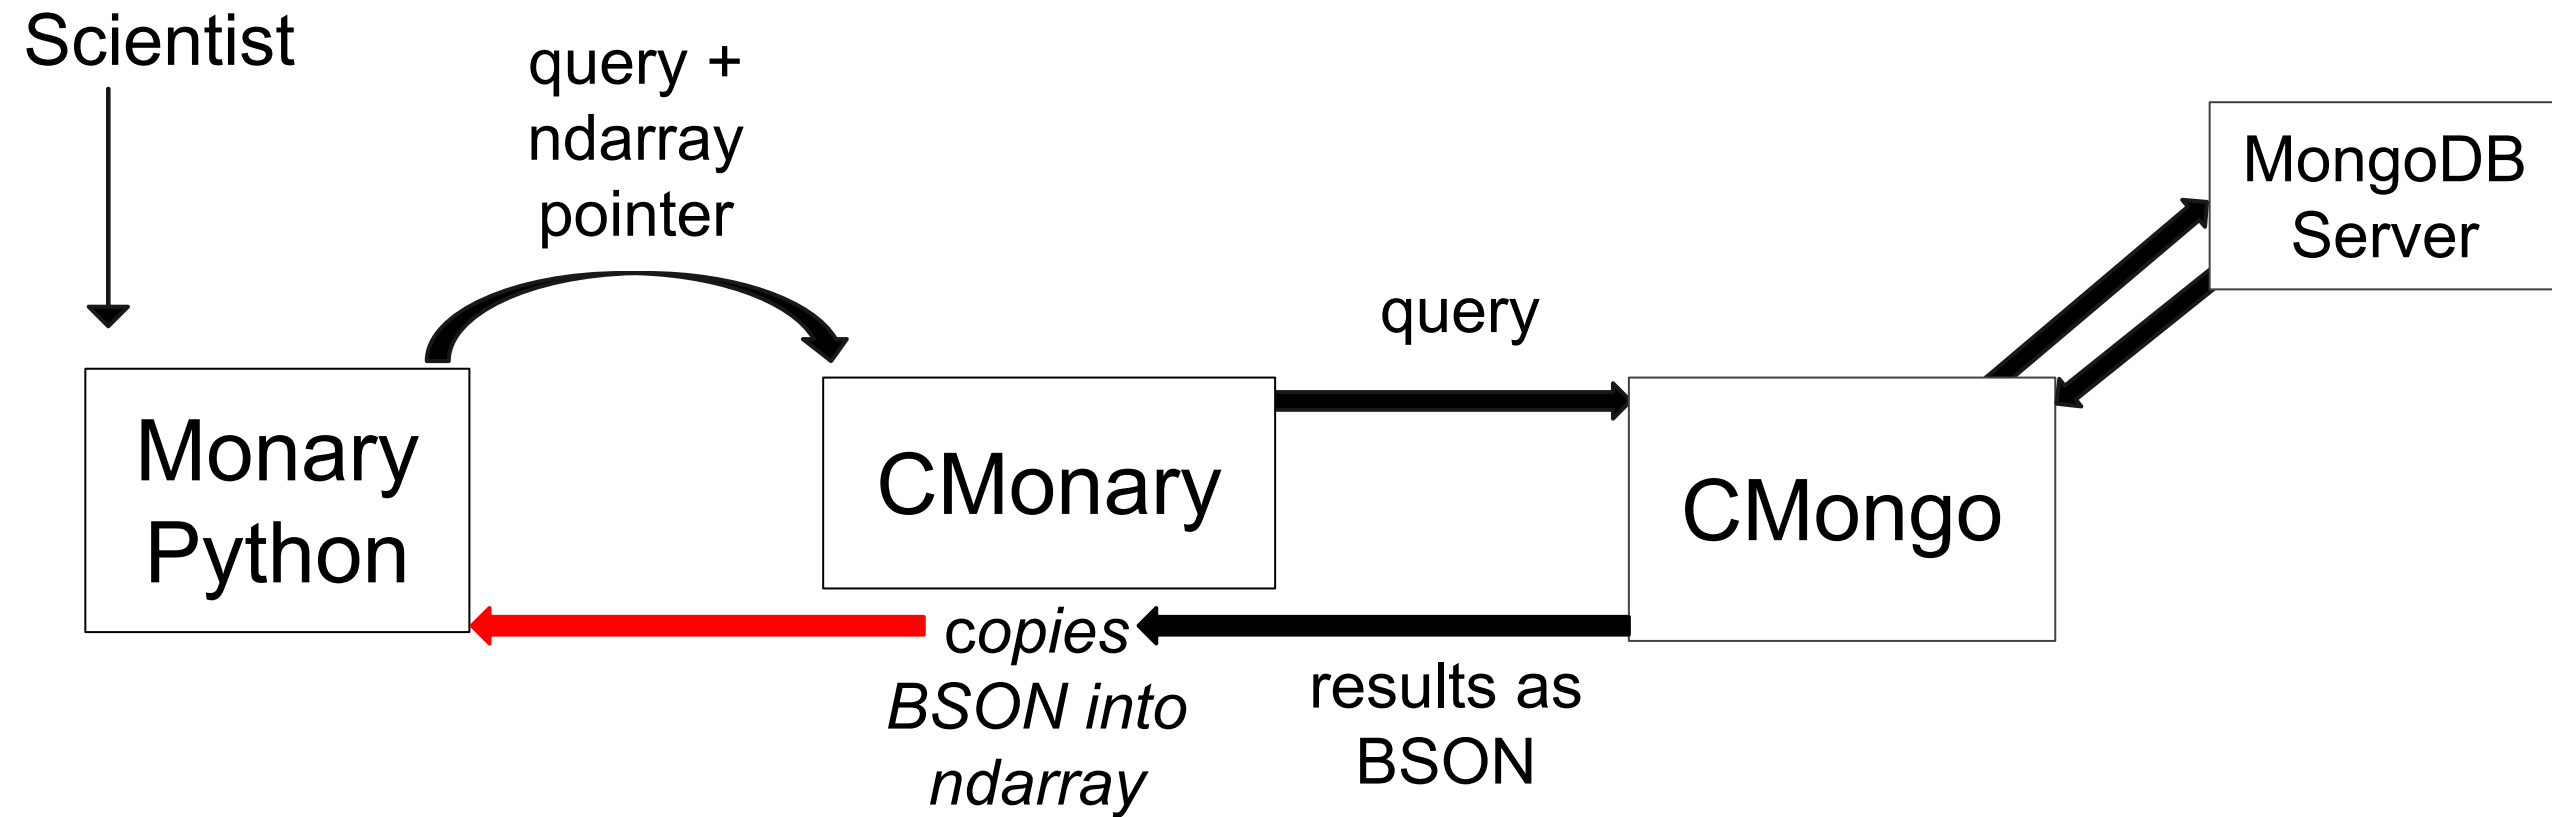 Scientist
query +
ndarray
pointer
MongoDB
Server
query
Monary
Python
CMonary
CMongo
copies
BSON into
ndarray
results as
BSON